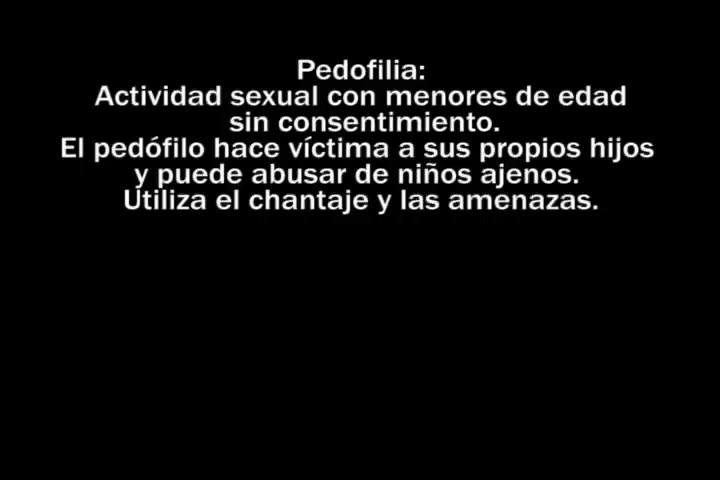 Pedofilia:
Actividad sexual con menores de edad
sin consentimiento.
El pedófilo hace víctima a sus propios hijos
y puede abusar de niños ajenos.
Utiliza el chantaje y las amenazas.